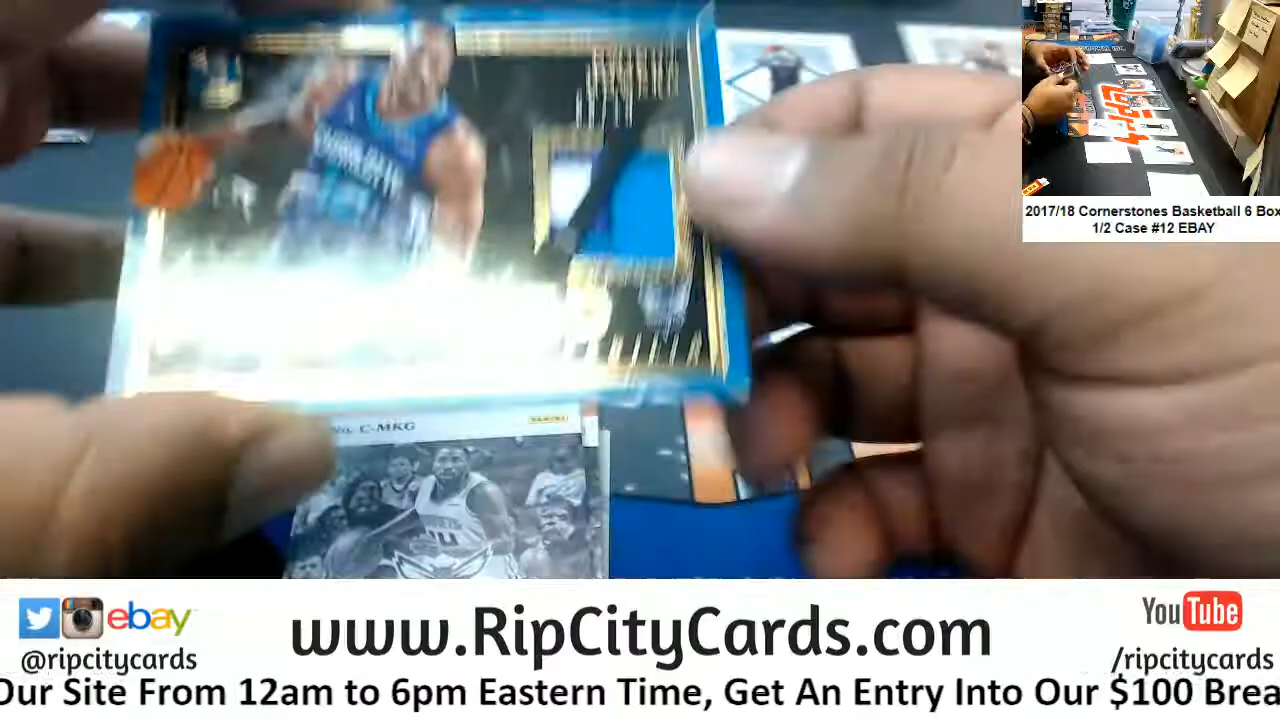 2017/18 Cornerstones Basketball 6 Box
1/2 Case #12 EBAY
No. C-MKG
PANINI
ebay
@ripcitycards
www.RipCityCards.com
YouTube
/ripcitycards
Our Site From 12am to 6pm Eastern Time, Get An Entry Into Our $100 Brea